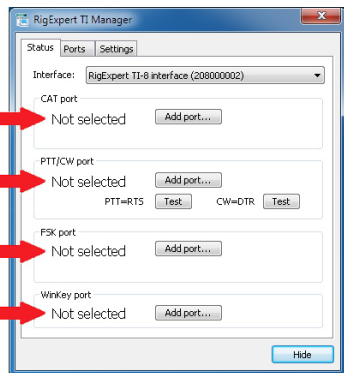 RigExpert TI Manager
Status Ports Settings
Interface: RigExpert TI-8 interface (208000002)
CAT port
Not selected Add port...
PTT/CW port
Not selected Add port...
PTT=RTS Test CW=DTR Test
FSK port
Not selected Add port...
WinKey port
Not selected Add port...
Hide